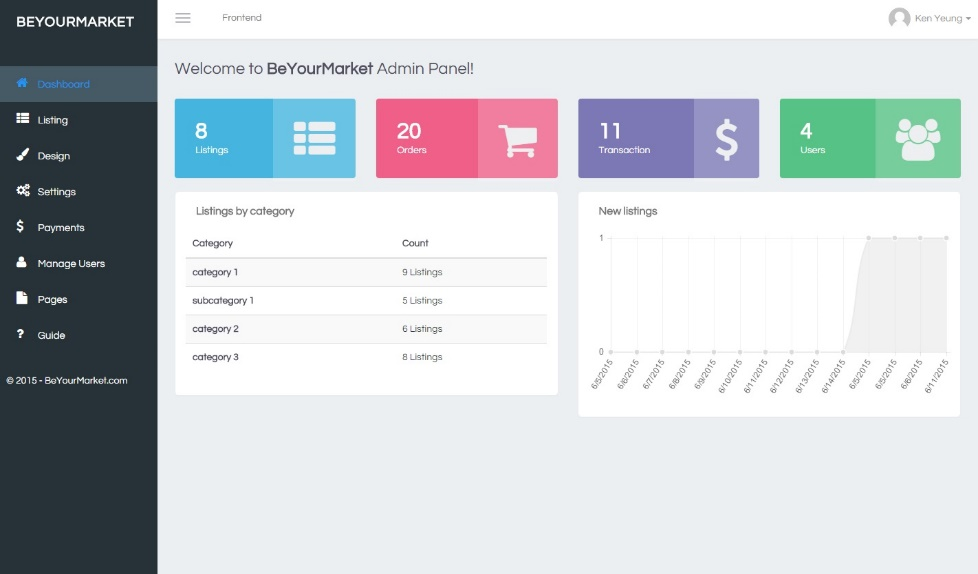 BEYOURMARKET
Frontend
Ken Yeung
Dashboard
Listing
Design
Settings
Payments
Manage Users
Pages
Guide
© 2015 - BeYourMarket.com
Welcome to BeYourMarket Admin Panel!
8
Listings
20
Orders
11
Transaction
4
Users
Listings by category
Category Count
category 1 9 Listings
subcategory 1 5 Listings
category 2 6 Listings
category 3 8 Listings
New listings
1
0
6/5/2015 6/6/2015 6/7/2015 6/8/2015 6/9/2015 6/10/2015 6/11/2015 6/12/2015 6/13/2015 6/14/2015 6/5/2015 6/5/2015 6/6/2015 6/11/2015